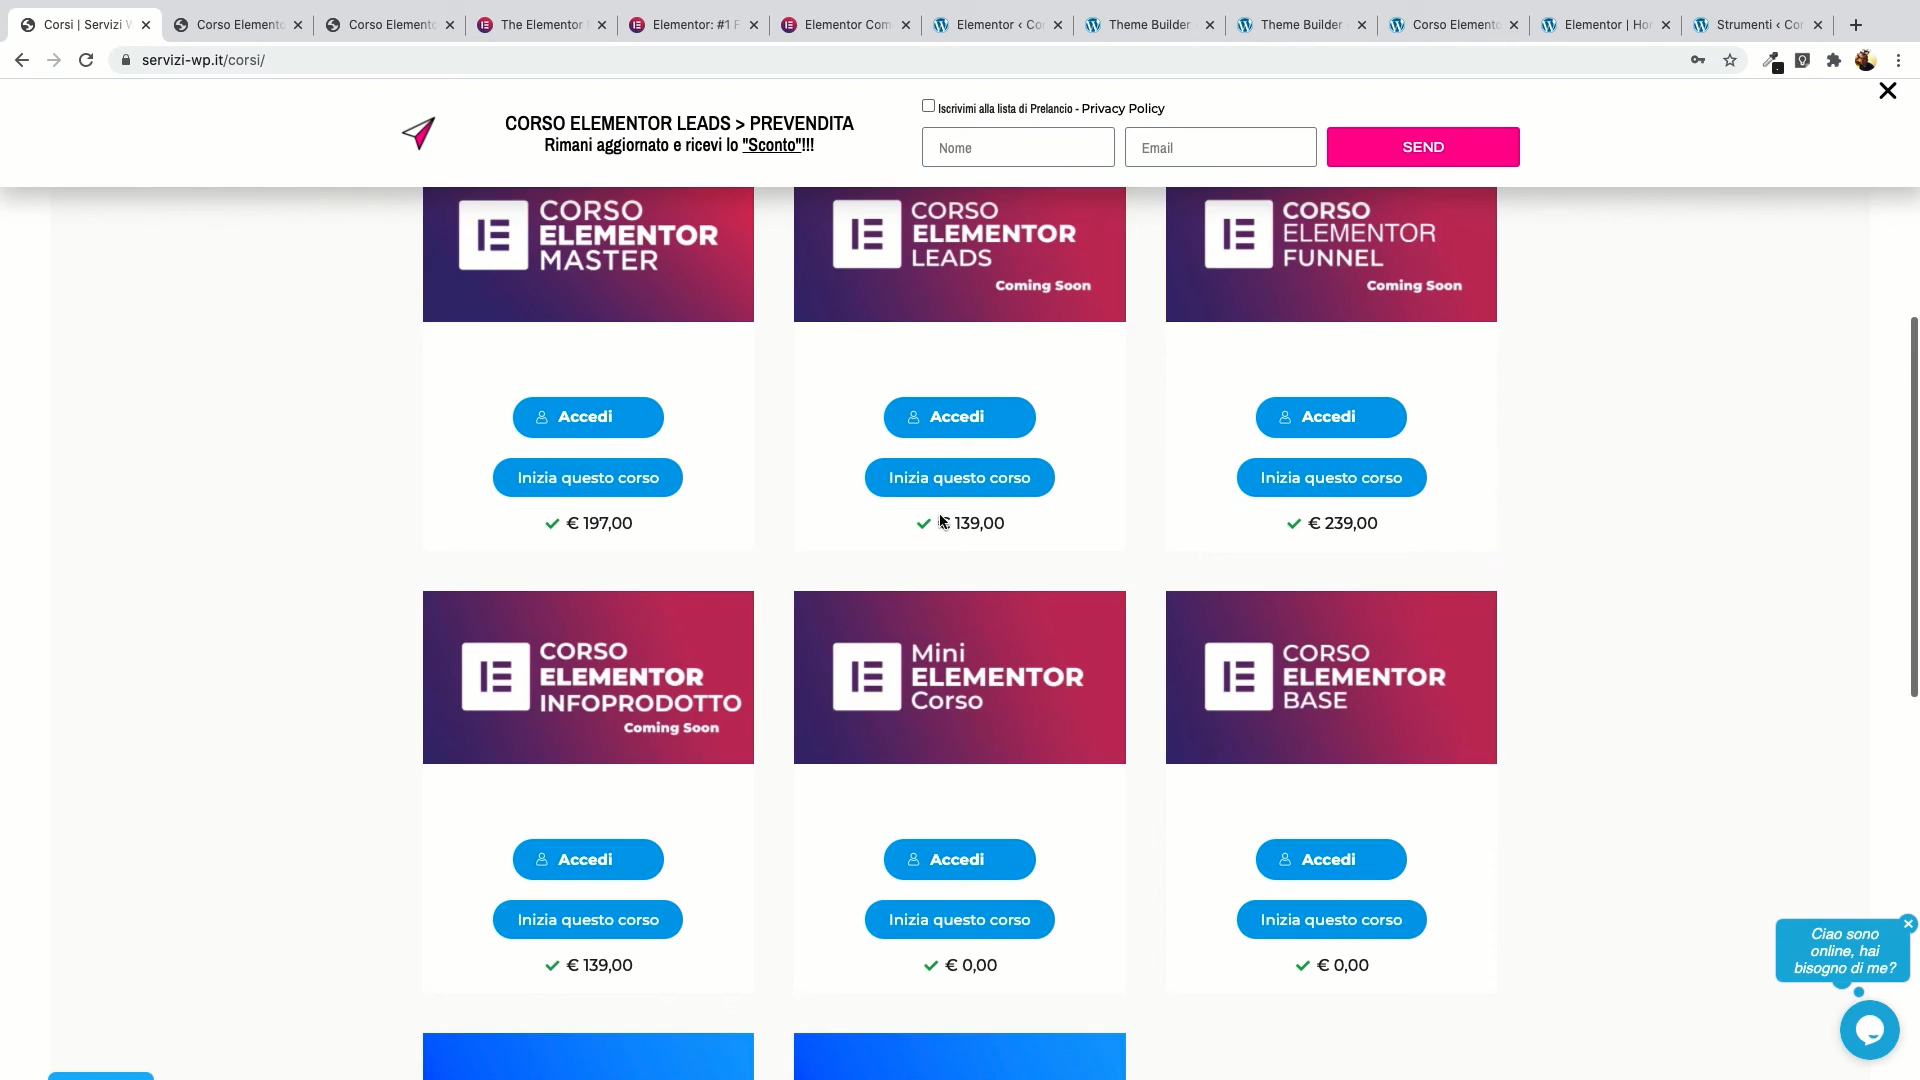 Corsi | Servizi W
Corso Elemento
Corso Elemento
The Elementor
Elementor: #1 F
Elementor Com
Elementor ‹ Co
Theme Builder
Theme Builder
Corso Elemento
Elementor | Ho
Strumenti ‹ Co
servizi-wp.it/corsi/
Iscrivimi alla lista di Prelancio - Privacy Policy
CORSO ELEMENTOR LEADS > PREVENDITA
Rimani aggiornato e ricevi lo "Sconto"!!!
Nome
Email
SEND
CORSO
ELEMENTOR
MASTER
CORSO
ELEMENTOR
LEADS
Coming Soon
CORSO
ELEMENTOR
FUNNEL
Coming Soon
Accedi
Accedi
Accedi
Inizia questo corso
Inizia questo corso
Inizia questo corso
€ 197,00
€ 139,00
€ 239,00
CORSO
ELEMENTOR
INFOPRODOTTO
Coming Soon
Mini
ELEMENTOR
Corso
CORSO
ELEMENTOR
BASE
Accedi
Accedi
Accedi
Inizia questo corso
Inizia questo corso
Inizia questo corso
€ 139,00
€ 0,00
€ 0,00
Ciao sono
online, hai
bisogno di me?